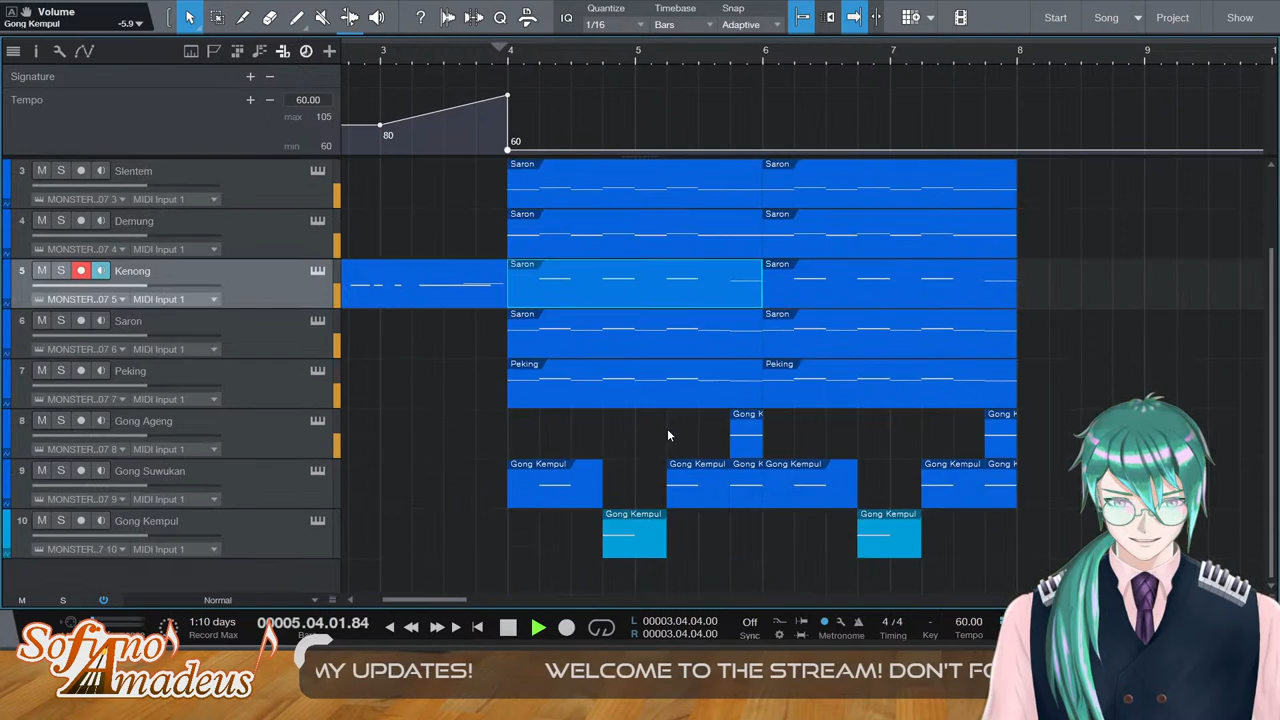 Volume
Gong Kempul -5.9
IQ
Quantize
1/16
Timebase
Bars
Snap
Adaptive
Start
Song
Project
Show
3 4 5 6 7 8 9 1
Signature
Tempo 60.00
max 105
min 60
80
60
3 M S Slentem
MONSTER...07 3 MIDI Input 1
Saron Saron
4 M S Demung
MONSTER...07 4 MIDI Input 1
Saron Saron
5 M S Kenong
MONSTER...07 5 MIDI Input 1
Saron Saron
6 M S Saron
MONSTER...07 6 MIDI Input 1
Saron Saron
7 M S Peking
MONSTER...07 7 MIDI Input 1
Peking Peking
8 M S Gong Ageng
MONSTER...07 8 MIDI Input 1
Gong K Gong K
9 M S Gong Suwukan
MONSTER...07 9 MIDI Input 1
Gong Kempul Gong Kempul Gong K Gong Kempul Gong Kempul Gong K
10 M S Gong Kempul
MONSTER...7 10 MIDI Input 1
Gong Kempul Gong Kempul
M S Normal
1:10 days
Record Max
00005.04.01.84
L 00003.04.04.00
R 00003.04.04.00
Off
Sync
Metronome
4 / 4
Timing
-
Key
60.00
Tempo
Sofiano
Amadeus
MY UPDATES! WELCOME TO THE STREAM! DON'T FO